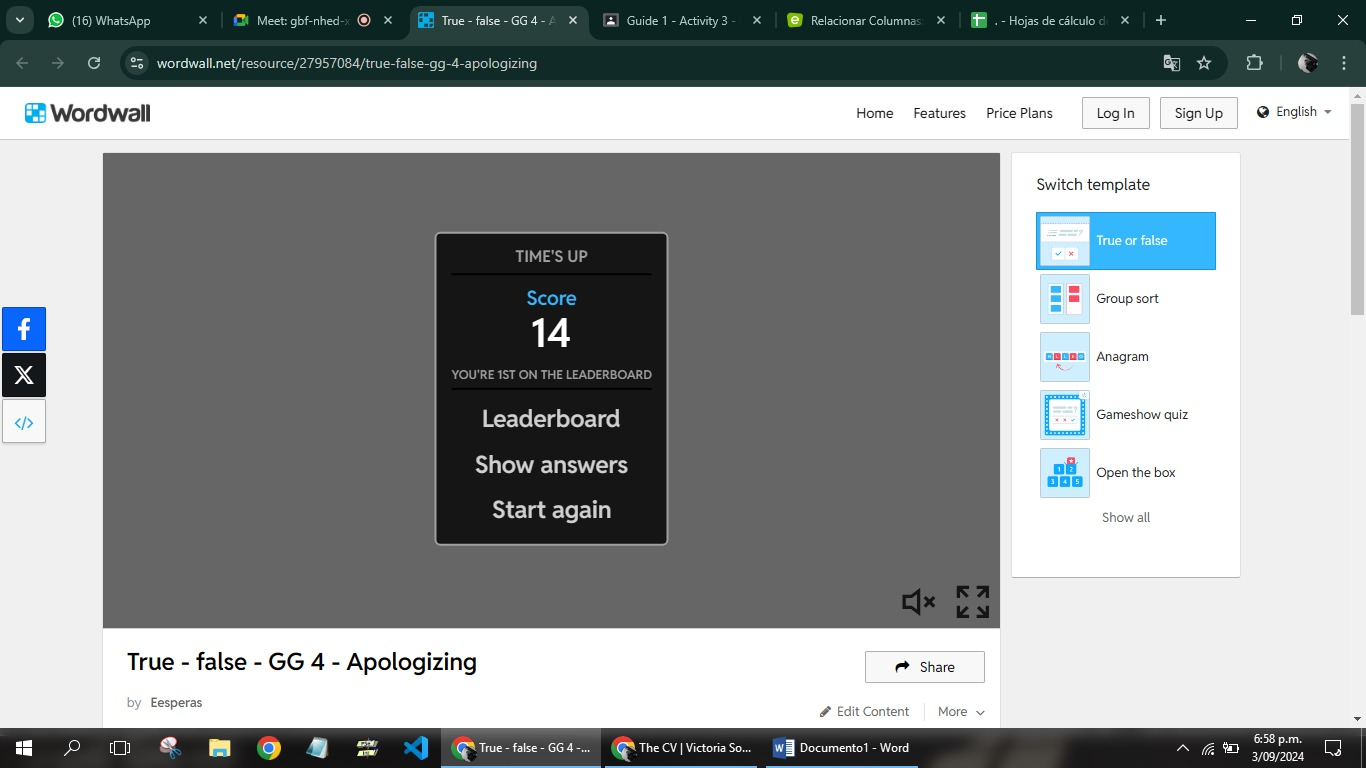 (16) WhatsApp
Meet: gbf-nhed-x
True - false - GG 4 - A
Guide 1 - Activity 3 -
Relacionar Columnas:
. - Hojas de cálculo d
wordwall.net/resource/27957084/true-false-gg-4-apologizing
Wordwall
Home
Features
Price Plans
Log In
Sign Up
English
TIME'S UP
Score
14
YOU'RE 1ST ON THE LEADERBOARD
Leaderboard
Show answers
Start again
Switch template
True or false
Group sort
Anagram
Gameshow quiz
Open the box
Show all
True - false - GG 4 - Apologizing
Share
by Eesperas
Edit Content
More
True - false - GG 4 -...
The CV | Victoria So...
Documento1 - Word
6:58 p.m.
3/09/2024